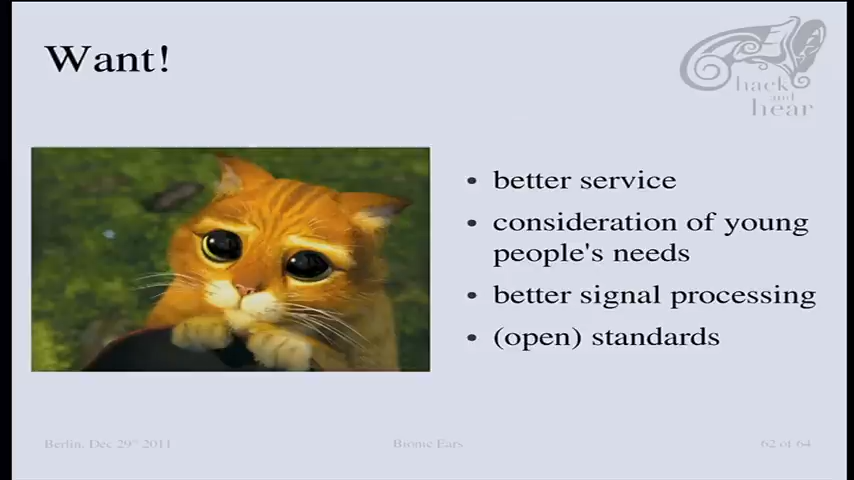 Want!
hack
and
hear
• better service
• consideration of young
people's needs
• better signal processing
• (open) standards
Berlin, Dec 29th 2011
Bionic Ears
62 of 64